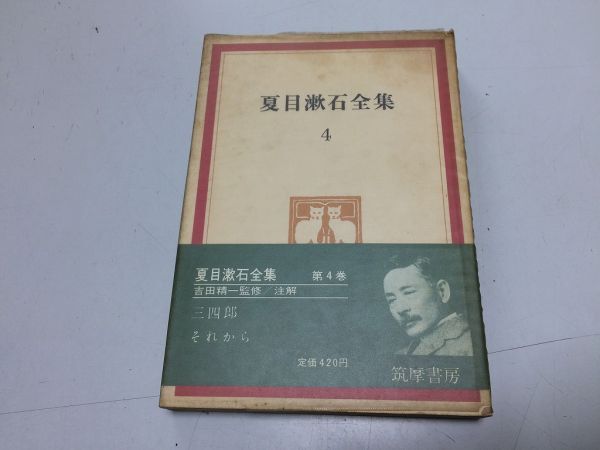 夏目漱石全集
4
夏目漱石全集 第4巻
吉田精一監修/注解
三四郎
それから
定価420円
筑摩書房